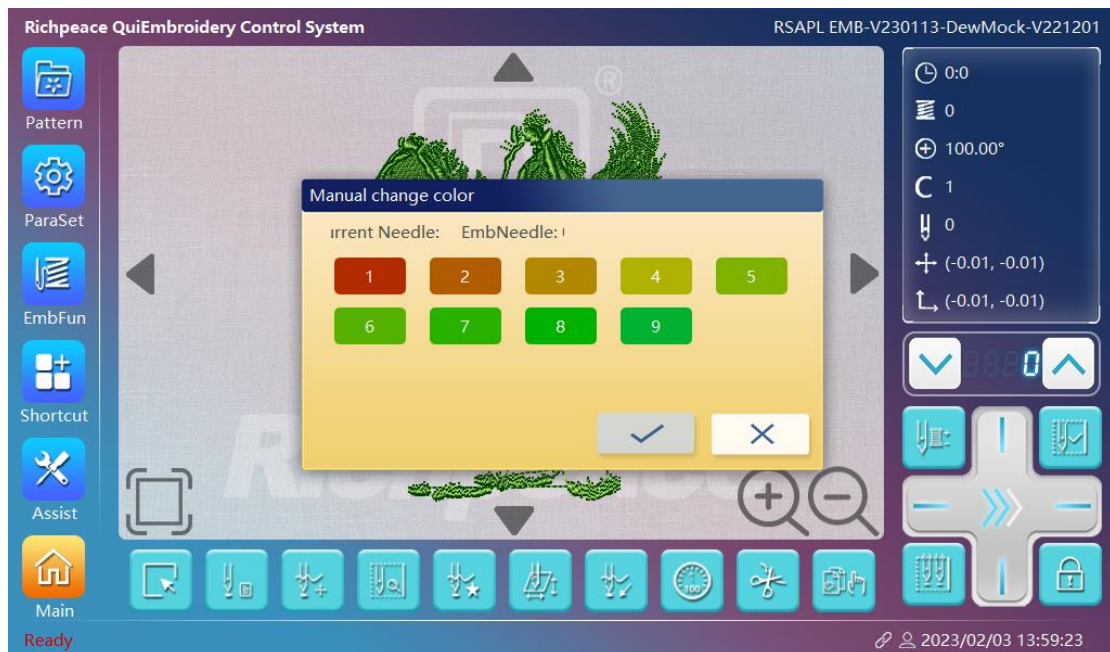 Richpeace QuiEmbroidery Control System
RSAPL EMB-V230113-DewMock-V221201
Pattern
ParaSet
EmbFun
Shortcut
Assist
Main
Manual change color
urrent Needle: EmbNeedle:
1 2 3 4 5
6 7 8 9
0:0
0
100.00°
C 1
0
(-0.01, -0.01)
(-0.01, -0.01)
0
100
®
Ready
2023/02/03 13:59:23